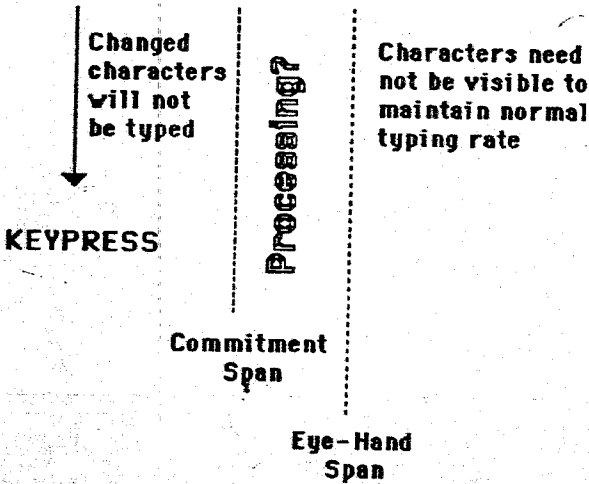 Changed
characters
will not
be typed
Processing?
Characters need
not be visible to
maintain normal
typing rate
KEYPRESS
Commitment
Span
Eye-Hand
Span